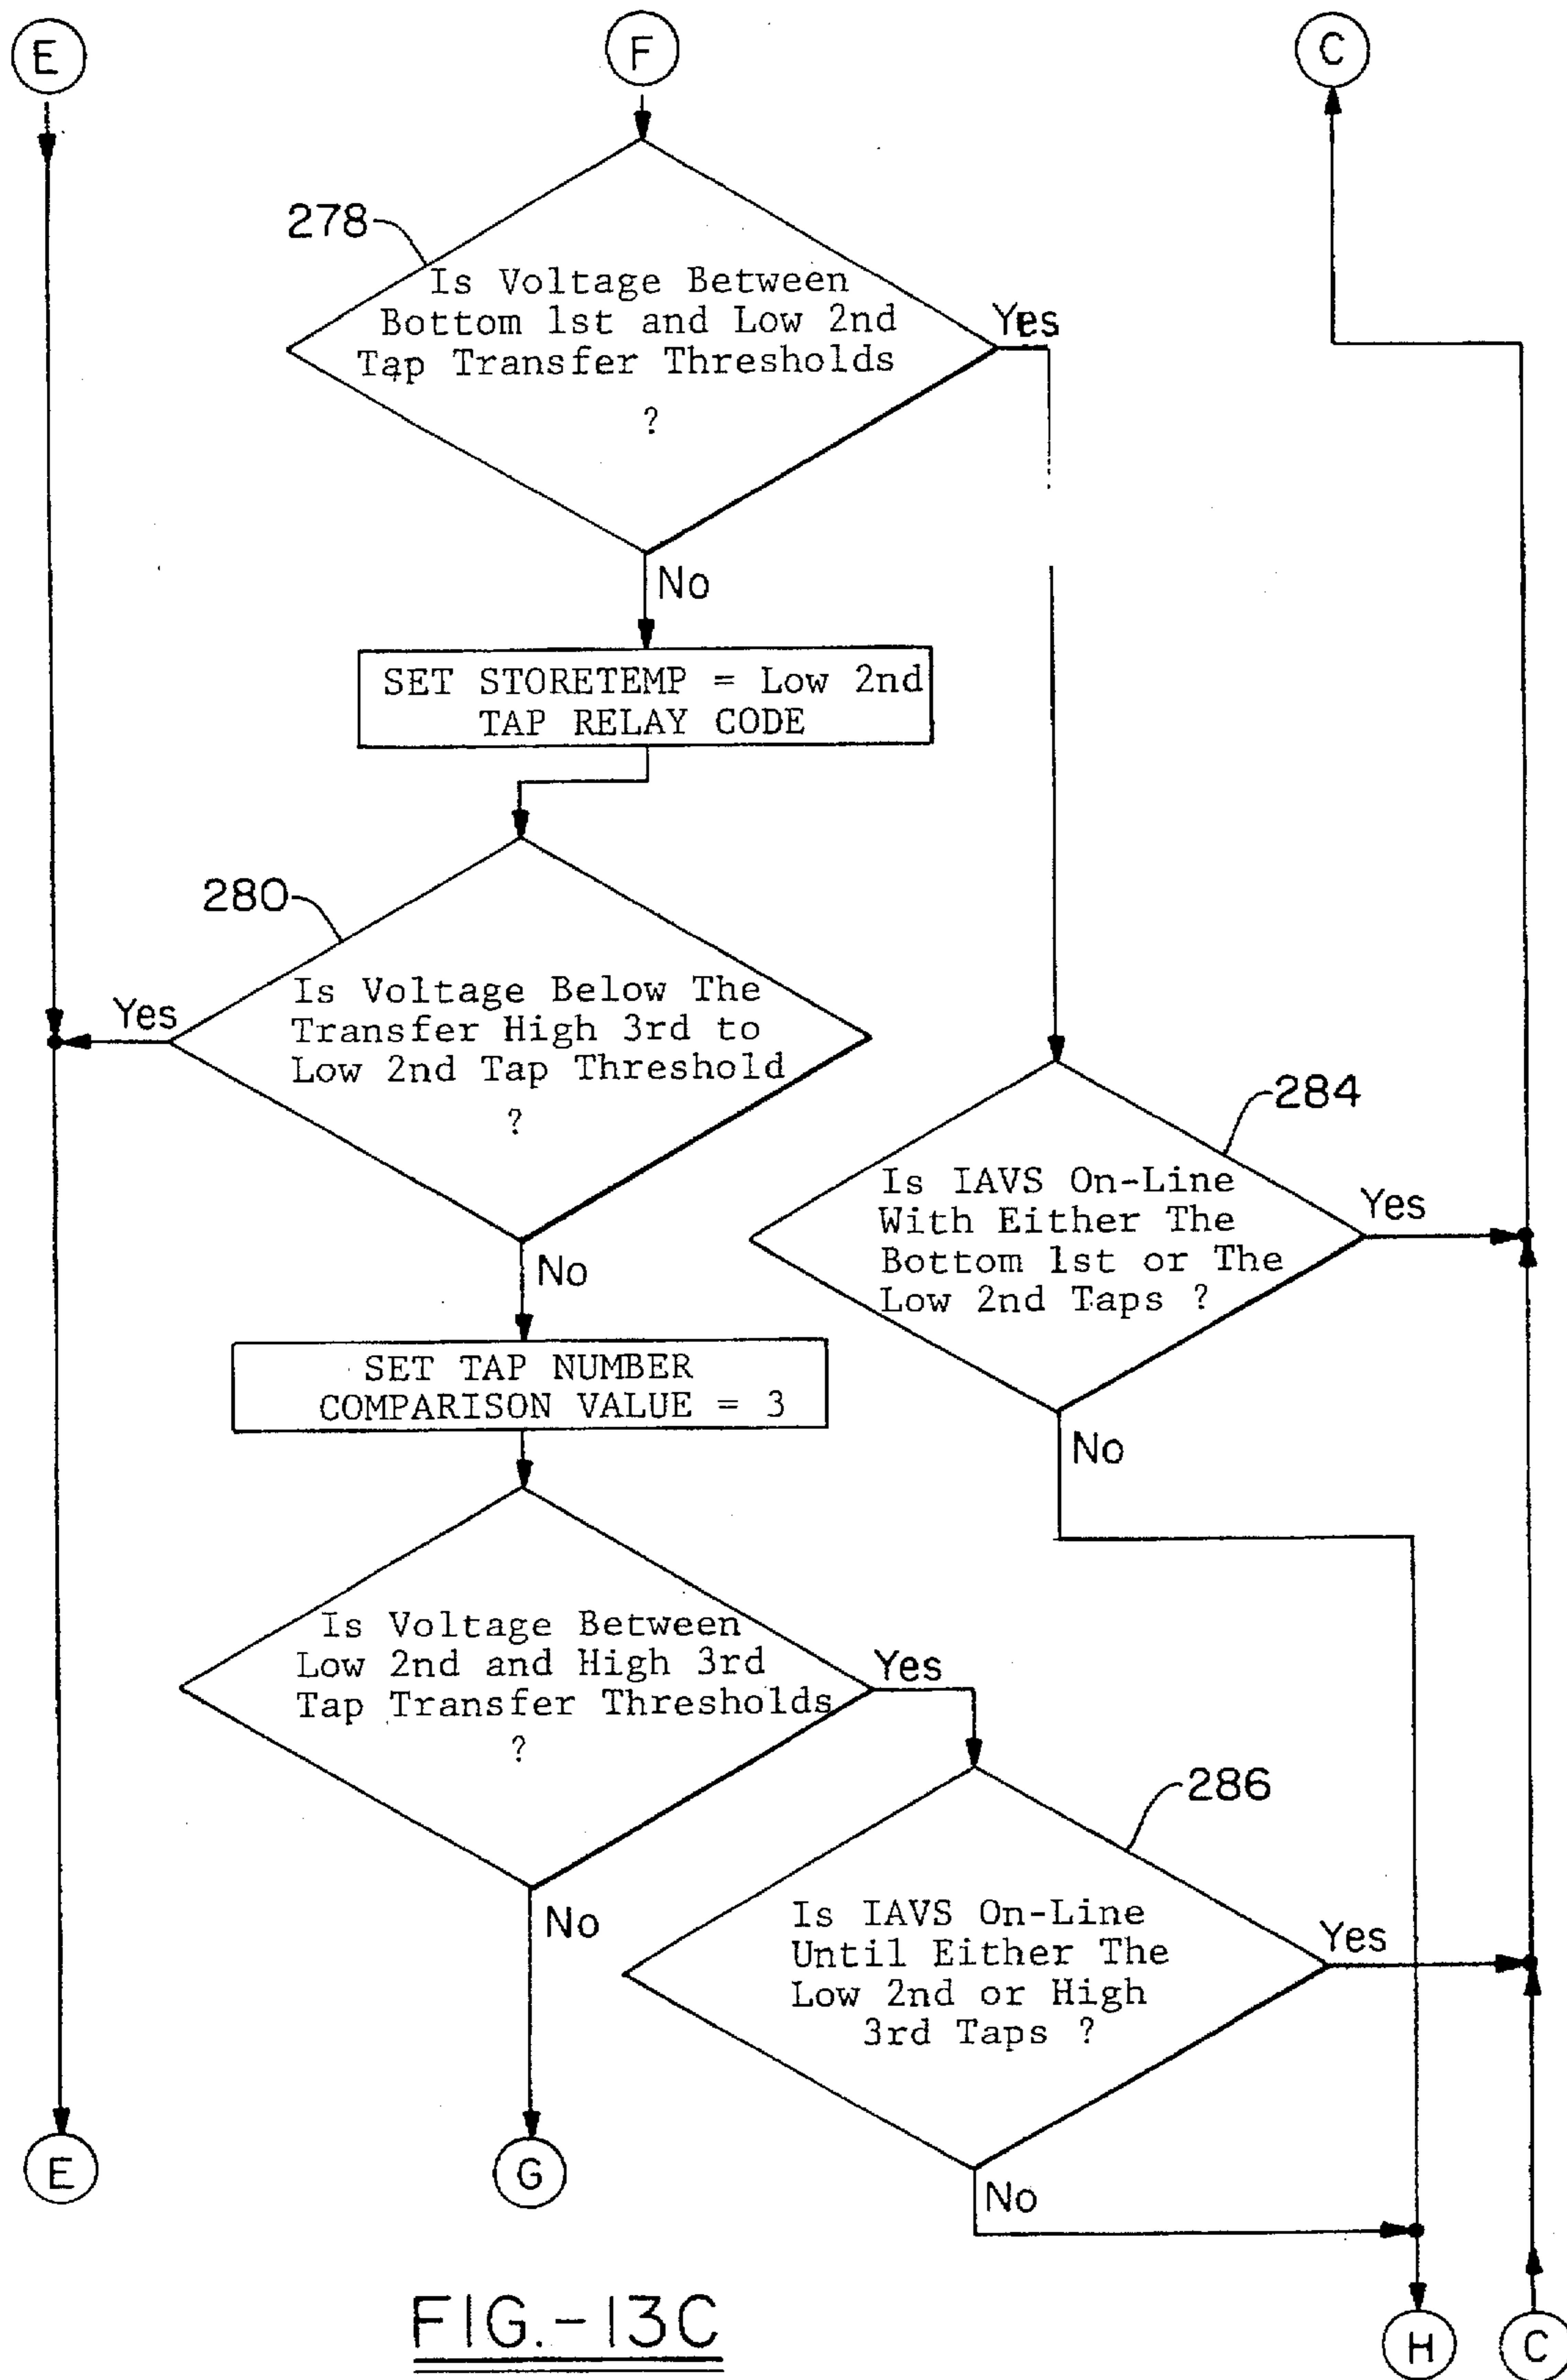 E
F
C
278
Is Voltage Between
Bottom 1st and Low 2nd
Tap Transfer Thresholds
?
Yes
No
SET STORETEMP = Low 2nd
TAP RELAY CODE
280
Is Voltage Below The
Transfer High 3rd to
Low 2nd Tap Threshold
?
Yes
No
284
Is IAVS On-Line
With Either The
Bottom 1st or The
Low 2nd Taps ?
Yes
No
SET TAP NUMBER
COMPARISON VALUE = 3
Is Voltage Between
Low 2nd and High 3rd
Tap Transfer Thresholds
?
Yes
No
286
Is IAVS On-Line
Until Either The
Low 2nd or High
3rd Taps ?
Yes
No
E
G
H
C
FIG.-13C